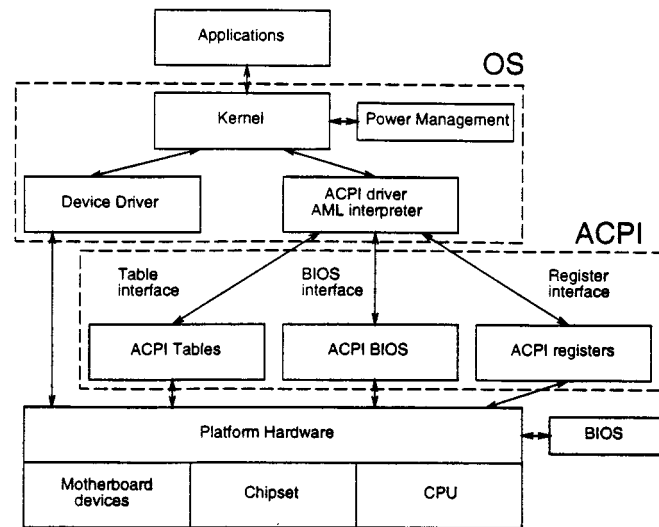 Applications
OS
Kernel
Power Management
Device Driver
ACPI driver
AML interpreter
ACPI
Table
interface
BIOS
interface
Register
interface
ACPI Tables
ACPI BIOS
ACPI registers
Platform Hardware
BIOS
Motherboard
devices
Chipset
CPU